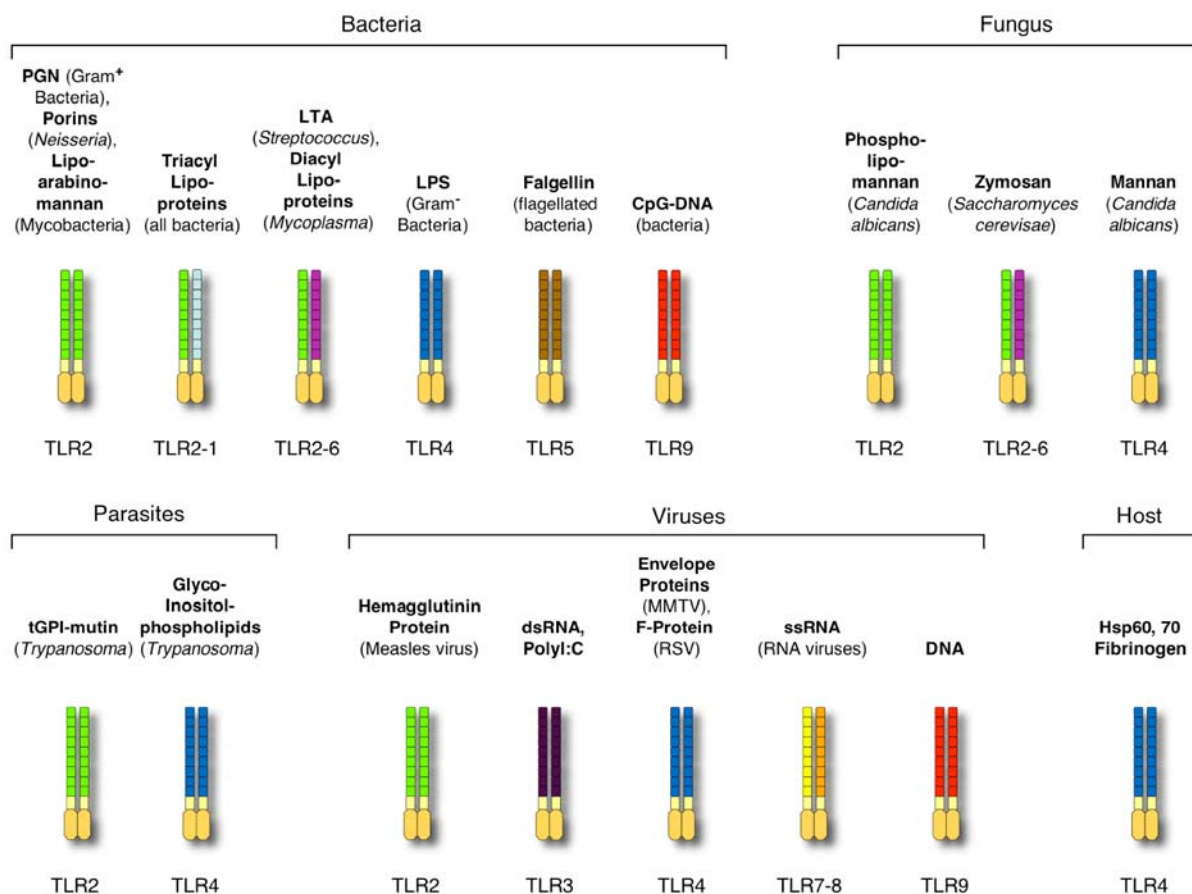 Bacteria
Fungus
PGN (Gram+
Bacteria),
Porins
(Neisseria),
Lipo-
arabino-
mannan
(Mycobacteria)
Triacyl
Lipo-
proteins
(all bacteria)
LTA
(Streptococcus),
Diacyl
Lipo-
proteins
(Mycoplasma)
LPS
(Gram-
Bacteria)
Falgellin
(flagellated
bacteria)
CpG-DNA
(bacteria)
Phospho-
lipo-
mannan
(Candida
albicans)
Zymosan
(Saccharomyces
cerevisae)
Mannan
(Candida
albicans)
TLR2
TLR2-1
TLR2-6
TLR4
TLR5
TLR9
TLR2
TLR2-6
TLR4
Parasites
Viruses
Host
tGPI-mutin
(Trypanosoma)
Glyco-
Inositol-
phospholipids
(Trypanosoma)
Hemagglutinin
Protein
(Measles virus)
dsRNA,
PolyI:C
Envelope
Proteins
(MMTV),
F-Protein
(RSV)
ssRNA
(RNA viruses)
DNA
Hsp60, 70
Fibrinogen
TLR2
TLR4
TLR2
TLR3
TLR4
TLR7-8
TLR9
TLR4